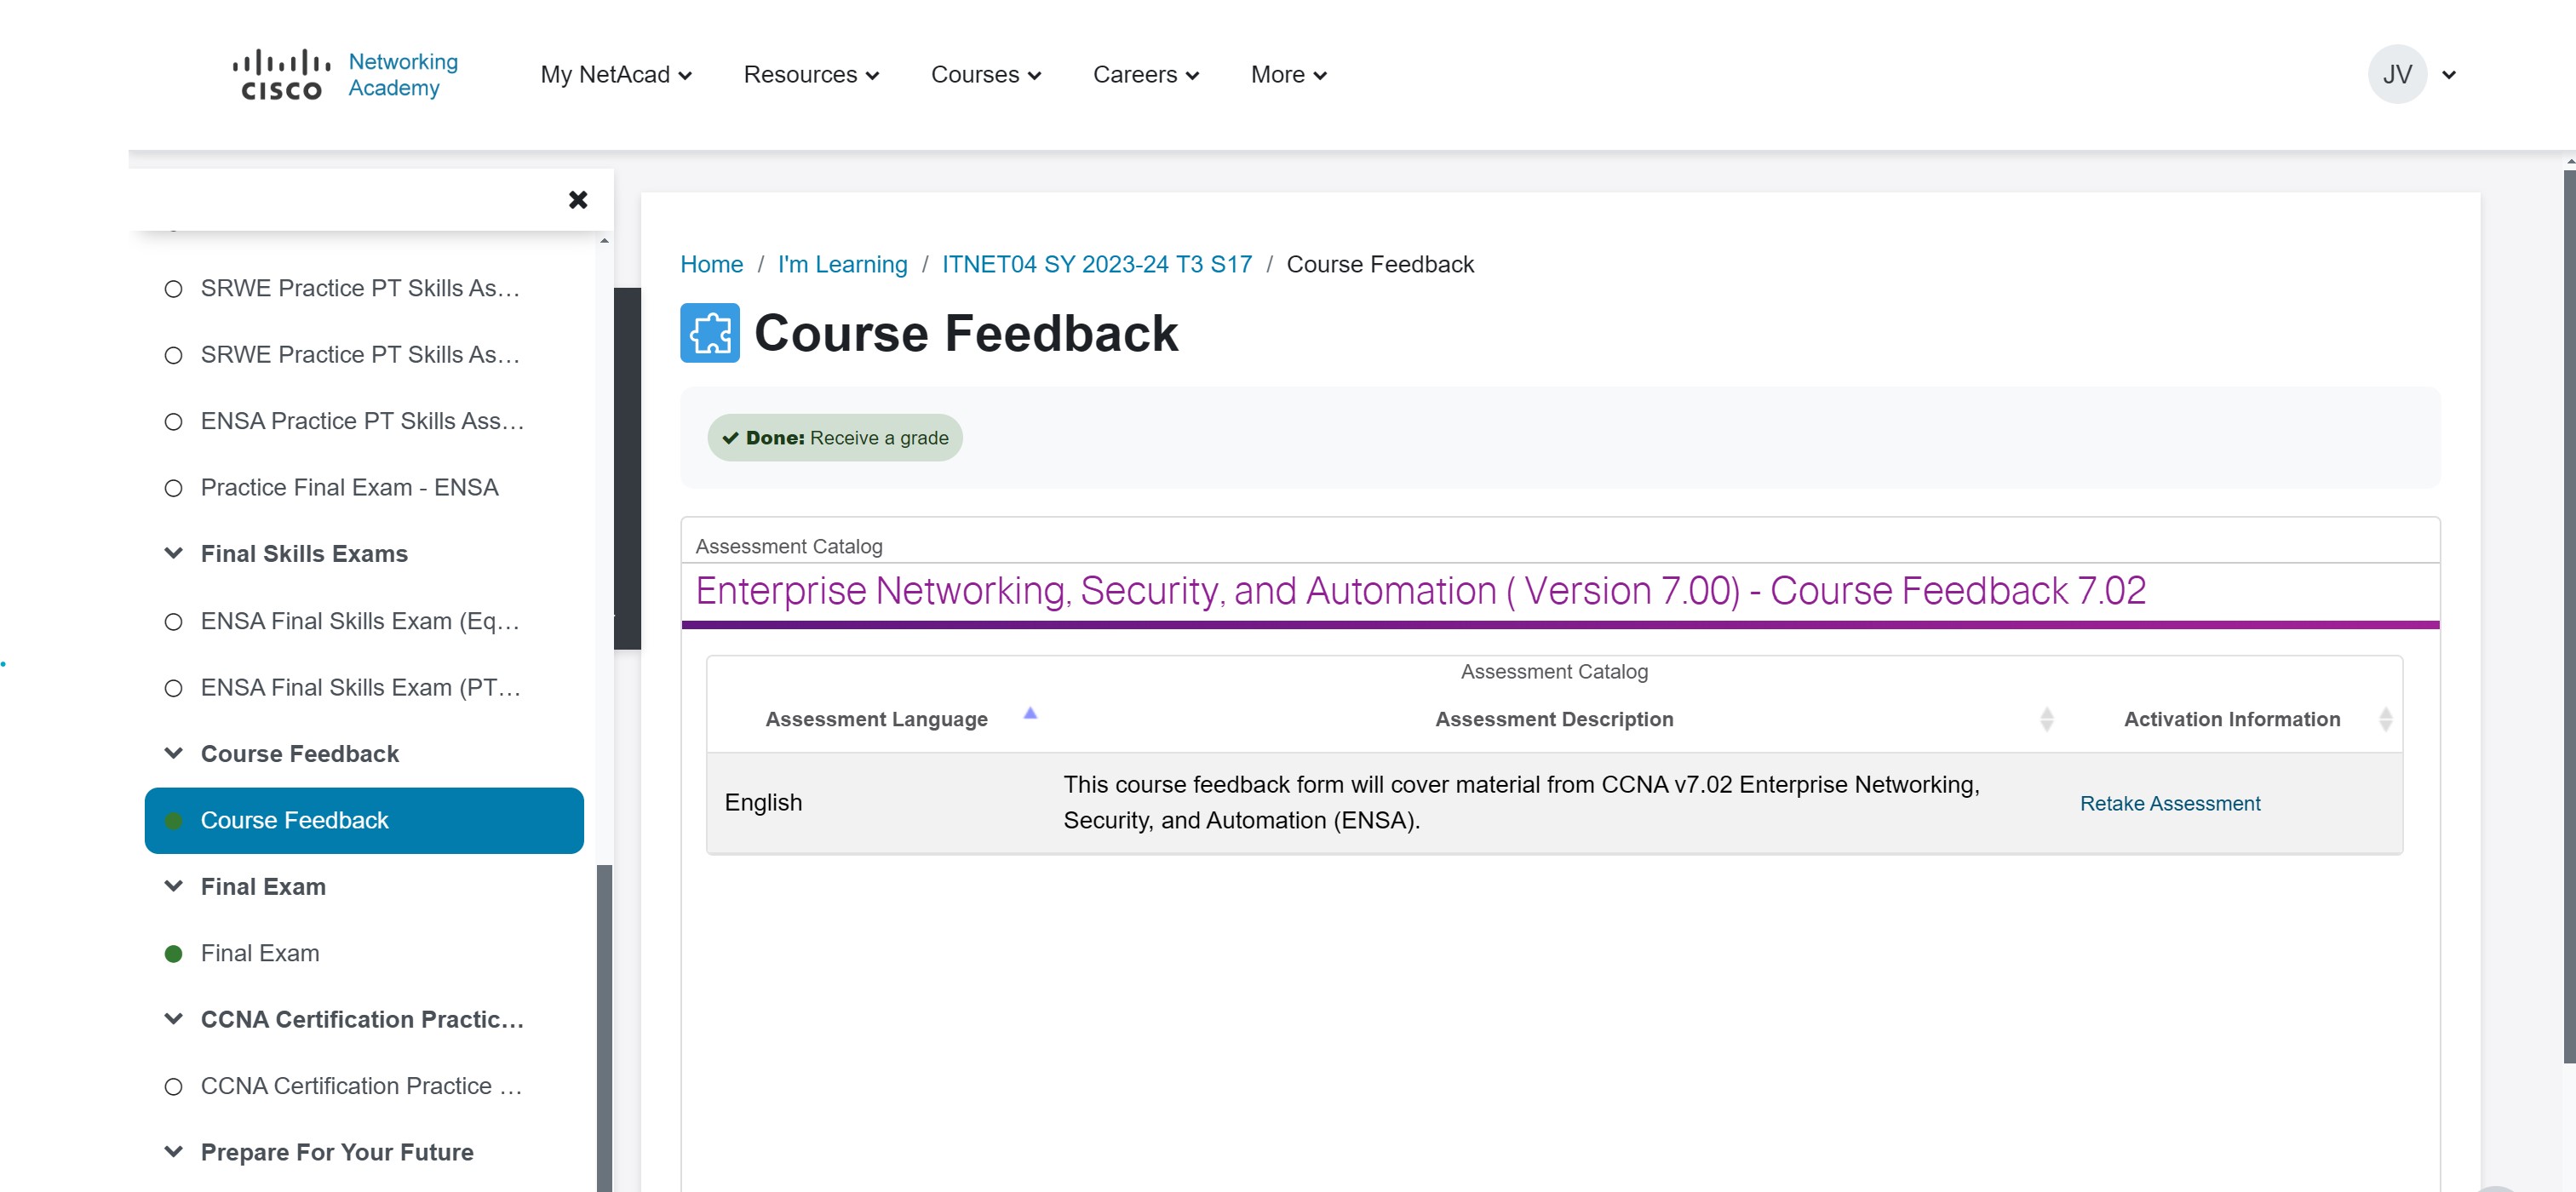 CISCO
Networking
Academy
My NetAcad
Resources
Courses
Careers
More
JV
SRWE Practice PT Skills As...
SRWE Practice PT Skills As...
ENSA Practice PT Skills Ass...
Practice Final Exam - ENSA
Final Skills Exams
ENSA Final Skills Exam (Eq...
ENSA Final Skills Exam (PT...
Course Feedback
Course Feedback
Final Exam
Final Exam
CCNA Certification Practic...
CCNA Certification Practice ...
Prepare For Your Future
Home / I'm Learning / ITNET04 SY 2023-24 T3 S17 / Course Feedback
Course Feedback
Done: Receive a grade
Assessment Catalog
Enterprise Networking, Security, and Automation ( Version 7.00) - Course Feedback 7.02
Assessment Catalog
Assessment Language
Assessment Description
Activation Information
English
This course feedback form will cover material from CCNA v7.02 Enterprise Networking,
Security, and Automation (ENSA).
Retake Assessment